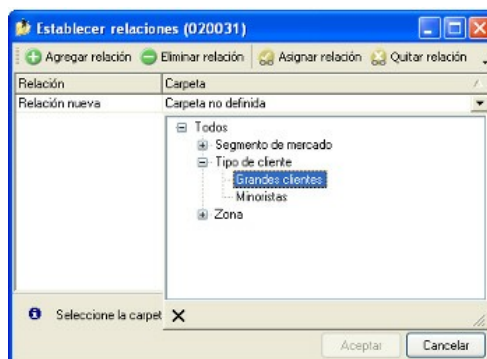 Establecer relaciones (020031)
Agregar relación Eliminar relación Asignar relación Quitar relación
Relación Carpeta
Relación nueva Carpeta no definida
Todos
Segmento de mercado
Tipo de cliente
Grandes clientes
Minoristas
Zona
Seleccione la carpet
Aceptar Cancelar